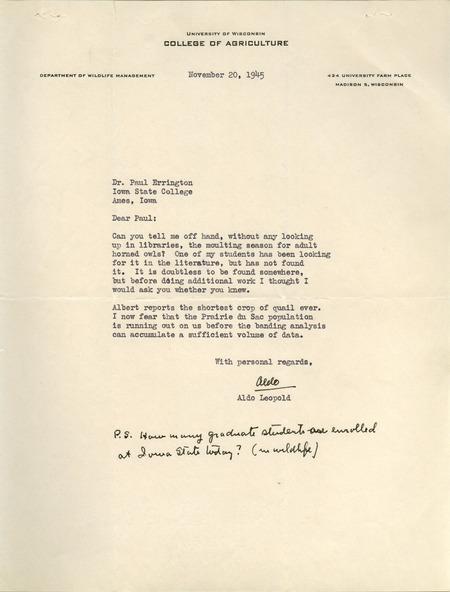 UNIVERSITY OF WISCONSIN
COLLEGE OF AGRICULTURE
DEPARTMENT OF WILDLIFE MANAGEMENT
November 20, 1945
424 UNIVERSITY FARM PLACE
MADISON 5, WISCONSIN
Dr. Paul Errington
Iowa State College
Ames, Iowa
Dear Paul:
Can you tell me off hand, without any looking
up in libraries, the moulting season for adult
horned owls? One of my students has been looking
for it in the literature, but has not found
it. It is doubtless to be found somewhere,
but before doing additional work I thought I
would ask you whether you knew.
Albert reports the shortest crop of quail ever.
I now fear that the Prairie du Sac population
is running out on us before the banding analysis
can accumulate a sufficient volume of data.
With personal regards,
Aldo
Aldo Leopold
P.S. How many graduate students are enrolled
at Iowa State today? (in wildlife)